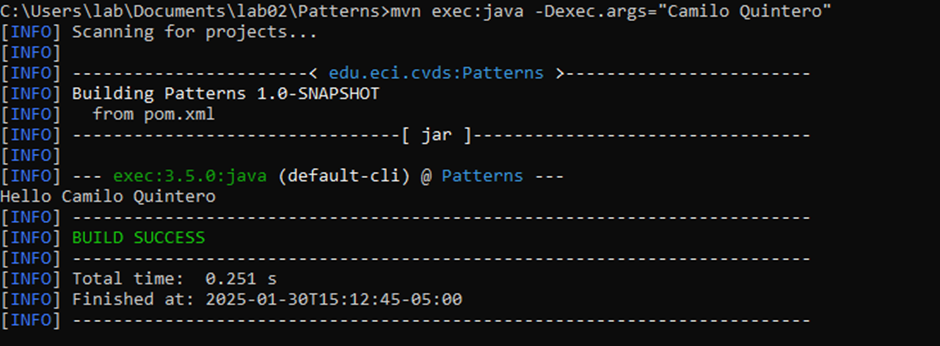 C:\Users\lab\Documents\lab02\Patterns>mvn exec:java -Dexec.args="Camilo Quintero"
[INFO] Scanning for projects...
[INFO]
[INFO] -----------------------< edu.eci.cvds:Patterns >------------------------
[INFO] Building Patterns 1.0-SNAPSHOT
[INFO]   from pom.xml
[INFO] --------------------------------[ jar ]---------------------------------
[INFO]
[INFO] --- exec:3.5.0:java (default-cli) @ Patterns ---
Hello Camilo Quintero
[INFO] ------------------------------------------------------------------------
[INFO] BUILD SUCCESS
[INFO] ------------------------------------------------------------------------
[INFO] Total time:  0.251 s
[INFO] Finished at: 2025-01-30T15:12:45-05:00
[INFO] ------------------------------------------------------------------------